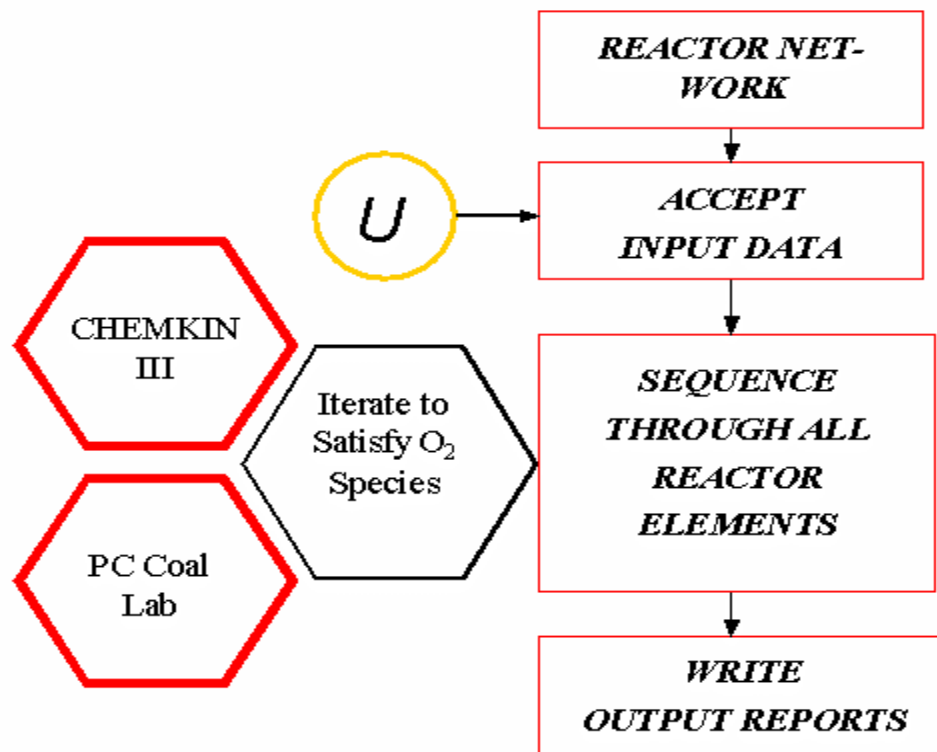 REACTOR NET-
WORK
U
ACCEPT
INPUT DATA
CHEMKIN
III
Iterate to
Satisfy O₂
Species
SEQUENCE
THROUGH ALL
REACTOR
ELEMENTS
PC Coal
Lab
WRITE
OUTPUT REPORTS